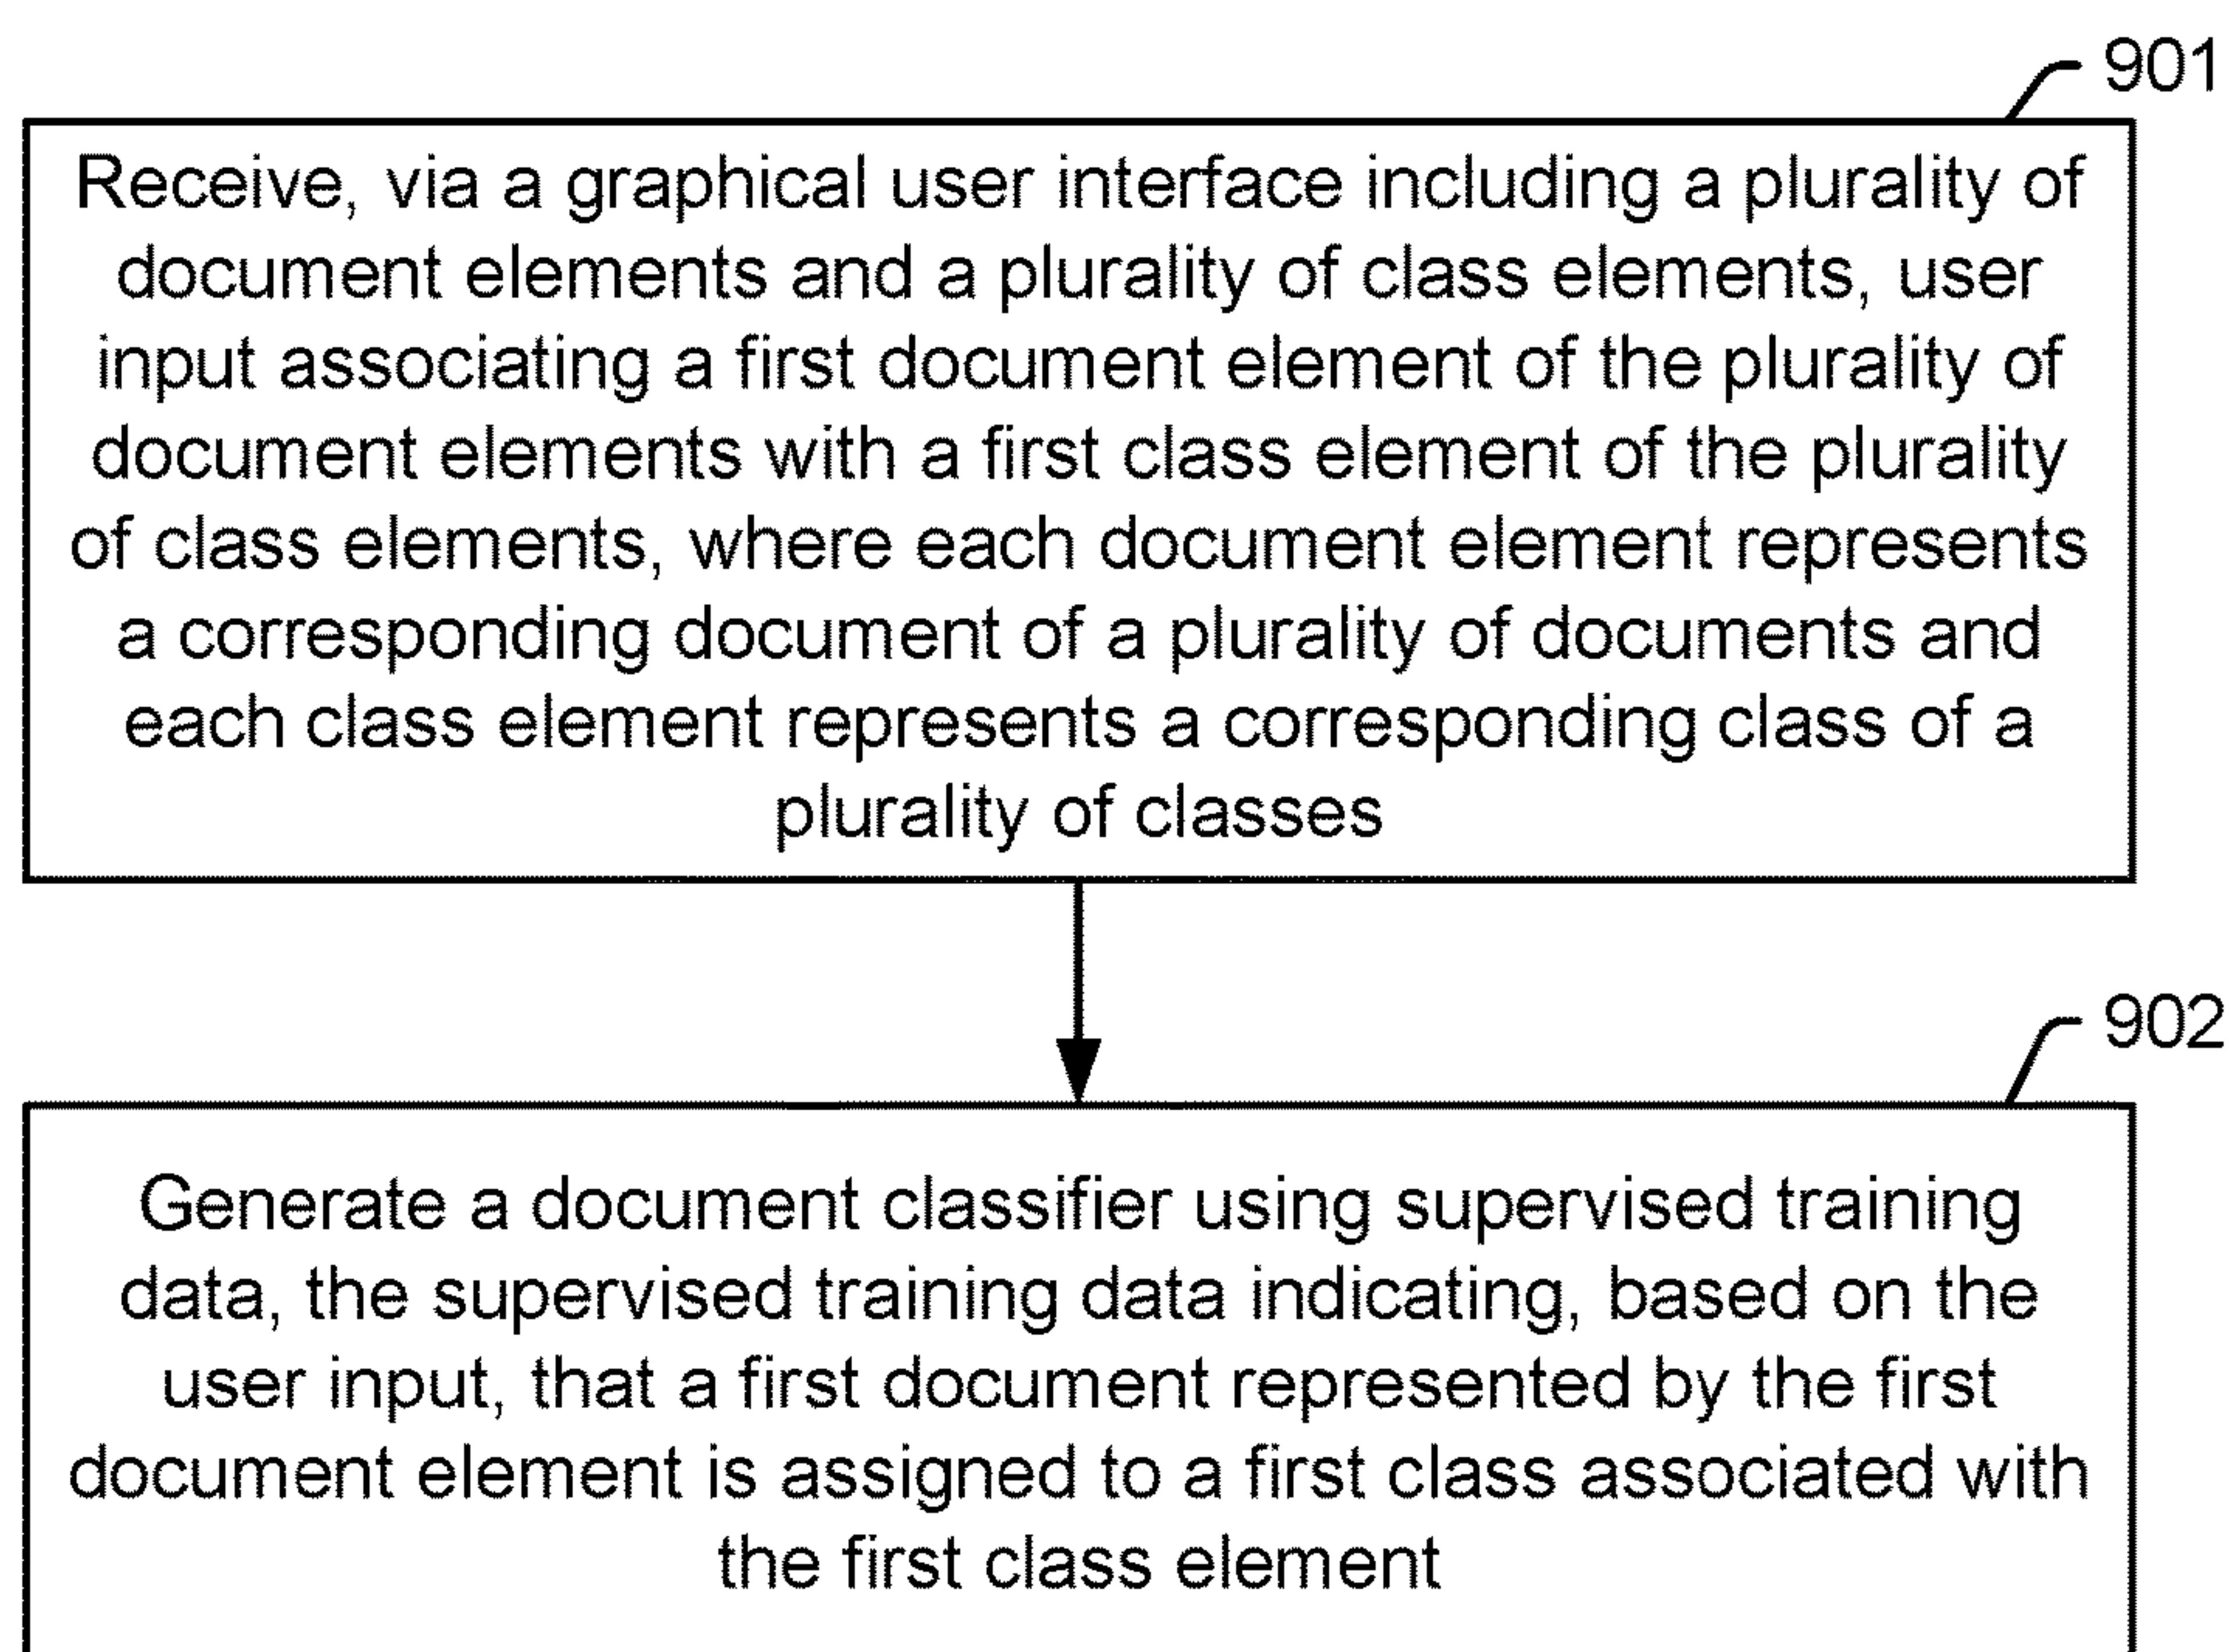 901
Receive, via a graphical user interface including a plurality of
document elements and a plurality of class elements, user
input associating a first document element of the plurality of
document elements with a first class element of the plurality
of class elements, where each document element represents
a corresponding document of a plurality of documents and
each class element represents a corresponding class of a
plurality of classes
902
Generate a document classifier using supervised training
data, the supervised training data indicating, based on the
user input, that a first document represented by the first
document element is assigned to a first class associated with
the first class element